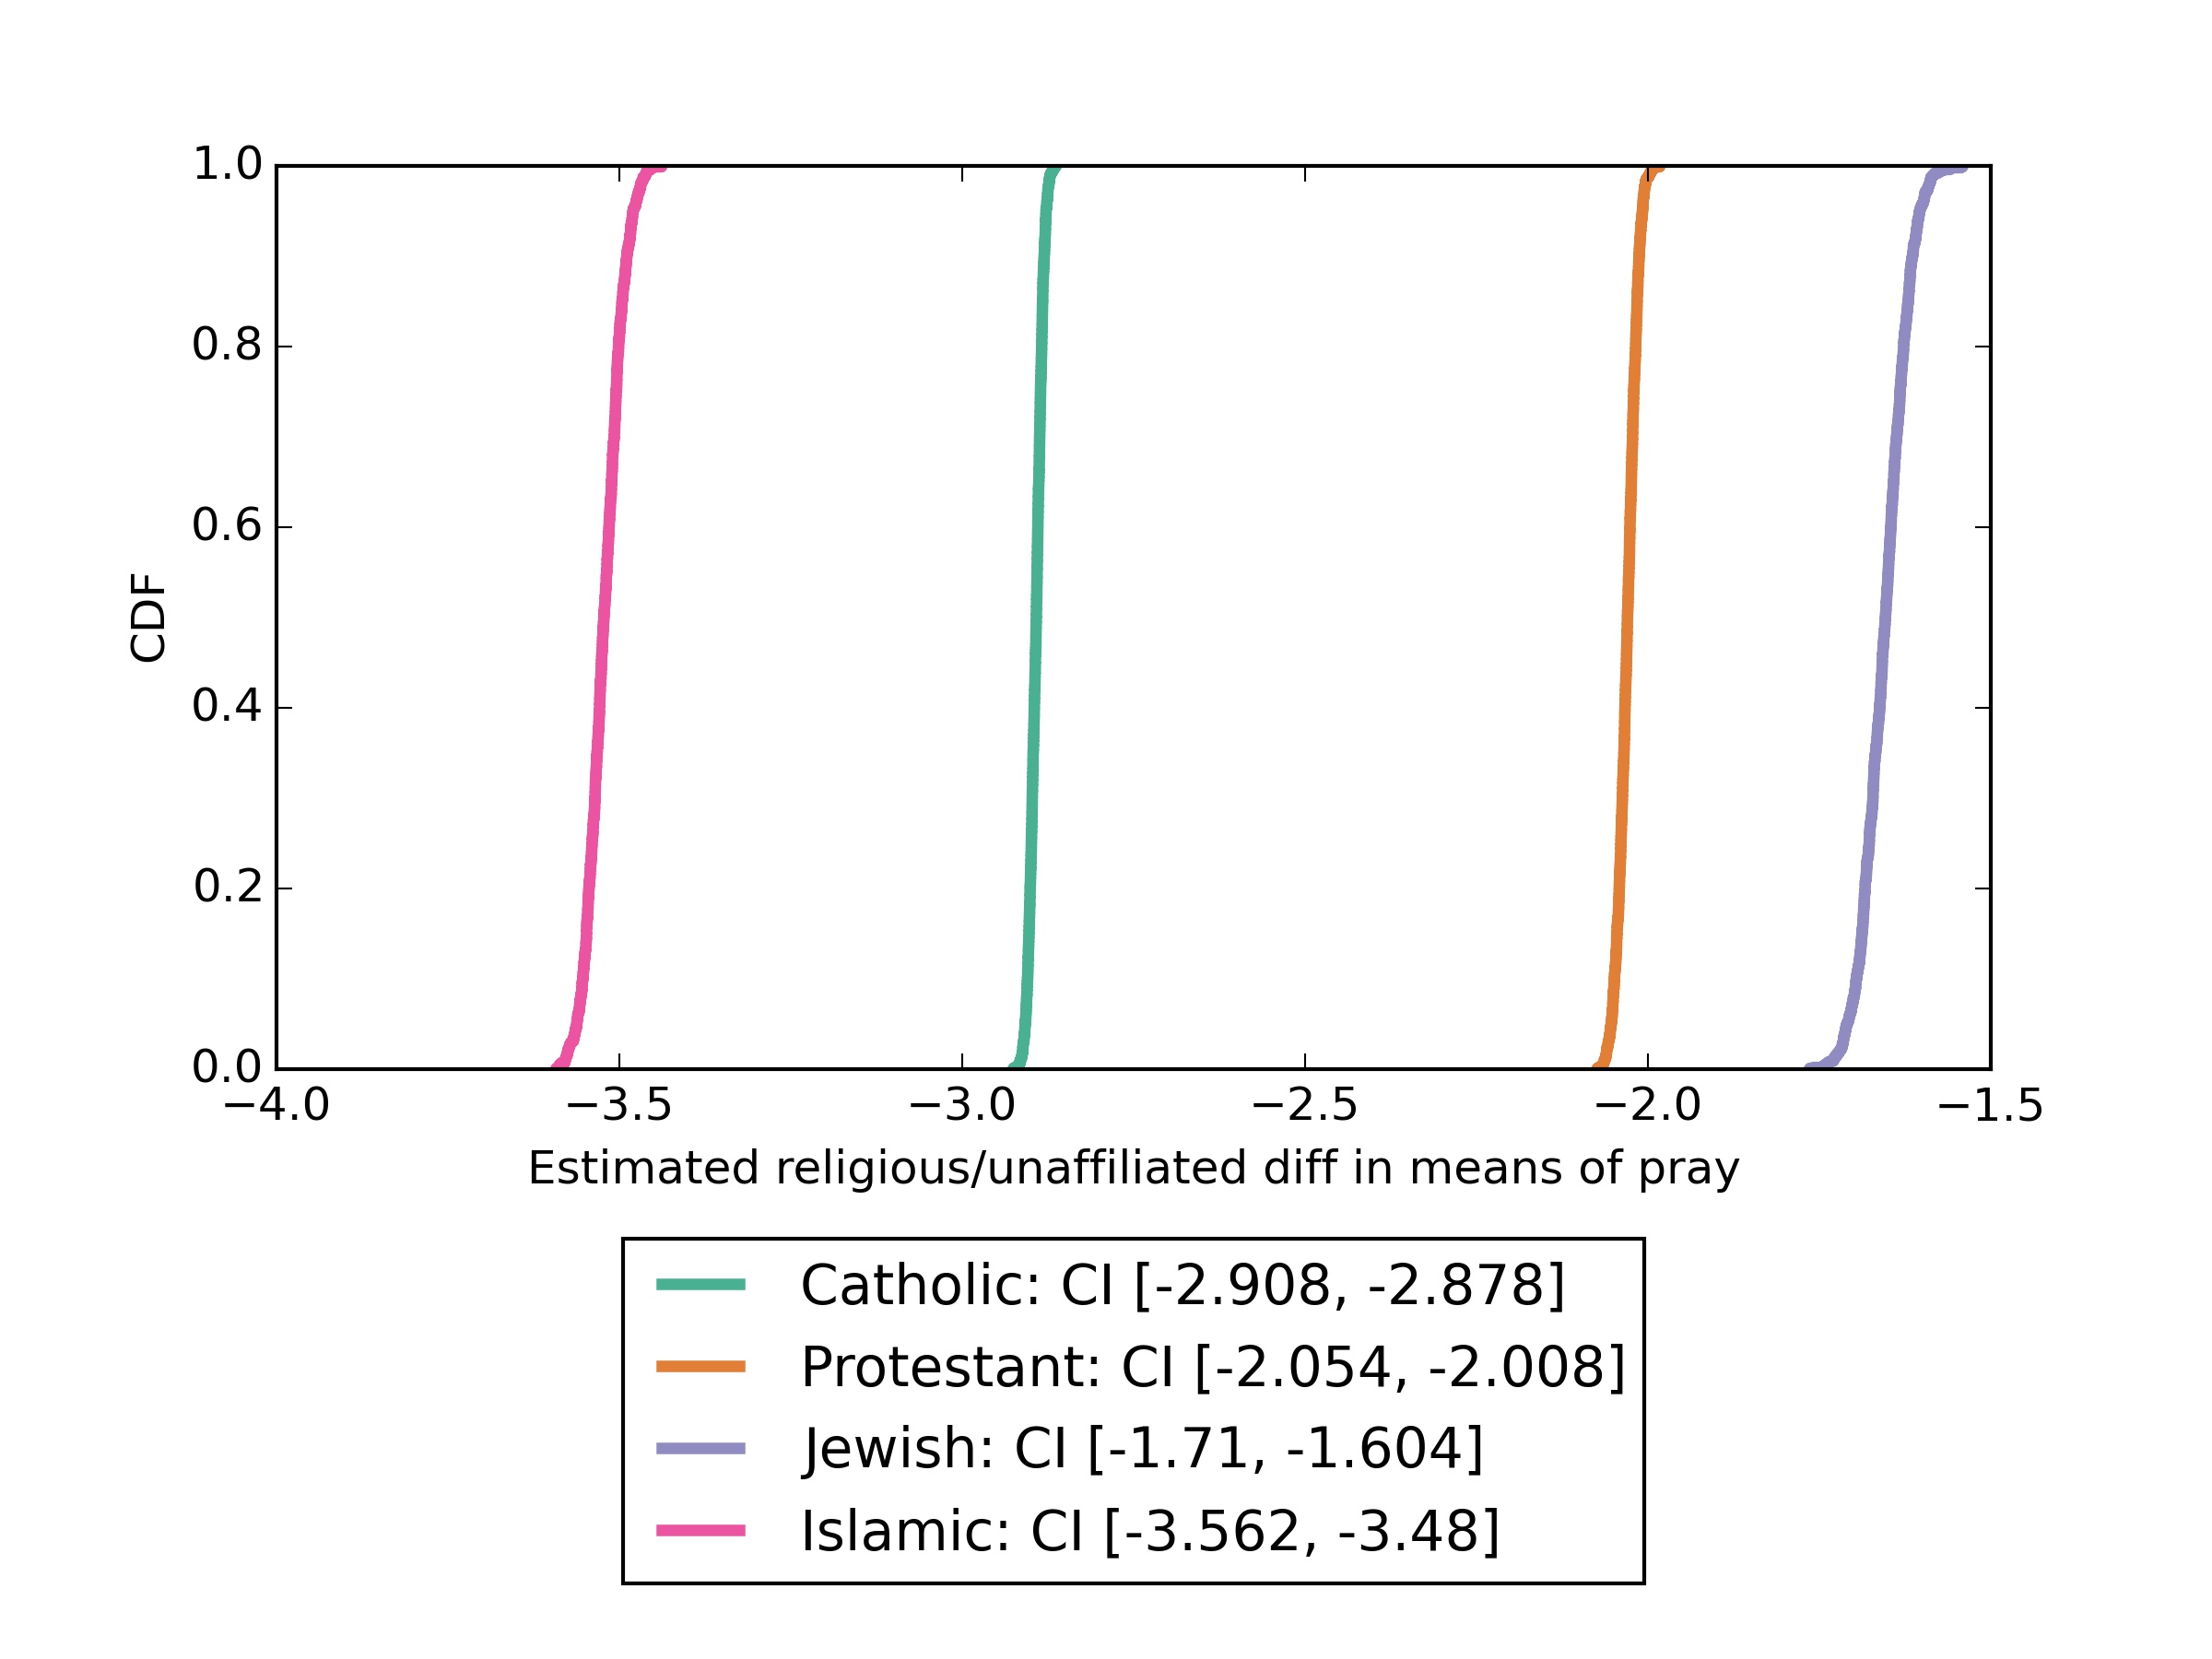 1.0
0.8
0.6
0.4
0.2
0.0
CDF
−4.0 −3.5 −3.0 −2.5 −2.0 −1.5
Estimated religious/unaffiliated diff in means of pray
Catholic: CI [-2.908, -2.878]
Protestant: CI [-2.054, -2.008]
Jewish: CI [-1.71, -1.604]
Islamic: CI [-3.562, -3.48]